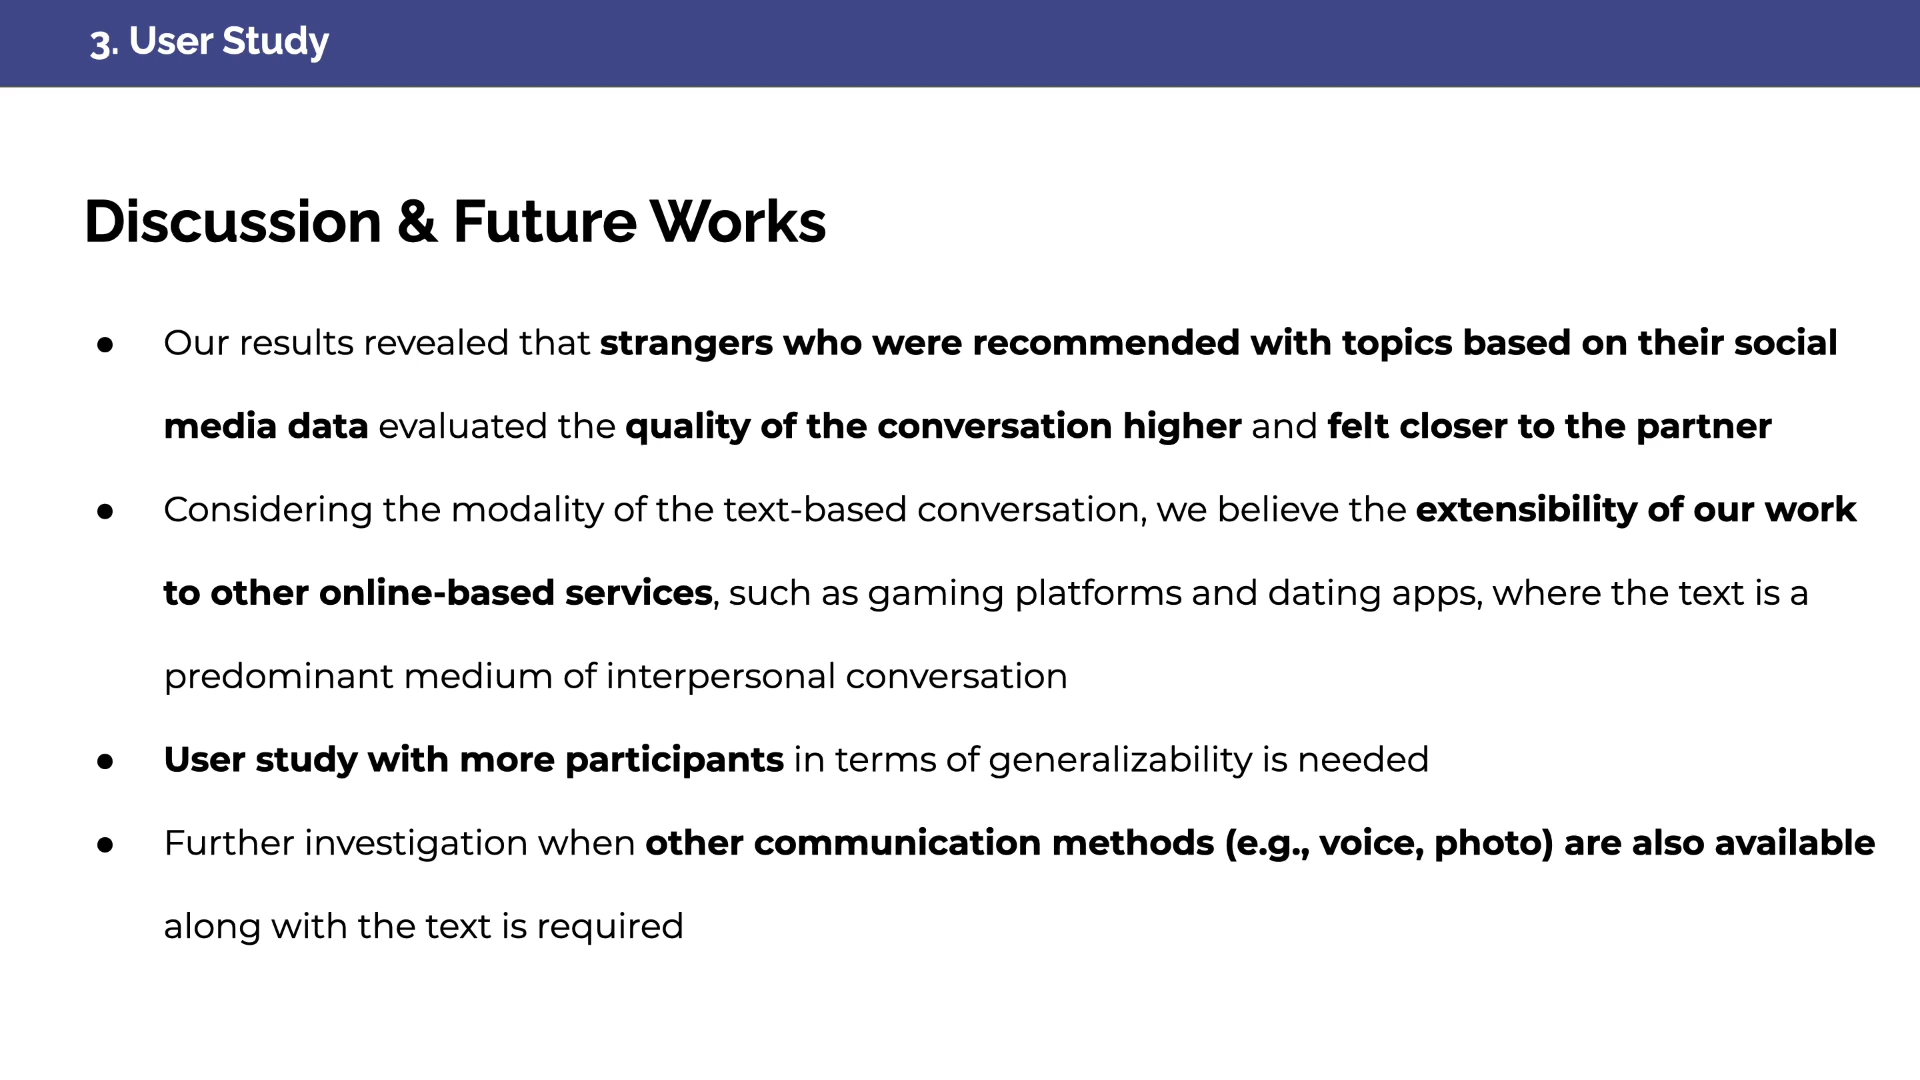 3. User Study
Discussion & Future Works
● Our results revealed that strangers who were recommended with topics based on their social
media data evaluated the quality of the conversation higher and felt closer to the partner
● Considering the modality of the text-based conversation, we believe the extensibility of our work
to other online-based services, such as gaming platforms and dating apps, where the text is a
predominant medium of interpersonal conversation
● User study with more participants in terms of generalizability is needed
● Further investigation when other communication methods (e.g., voice, photo) are also available
along with the text is required